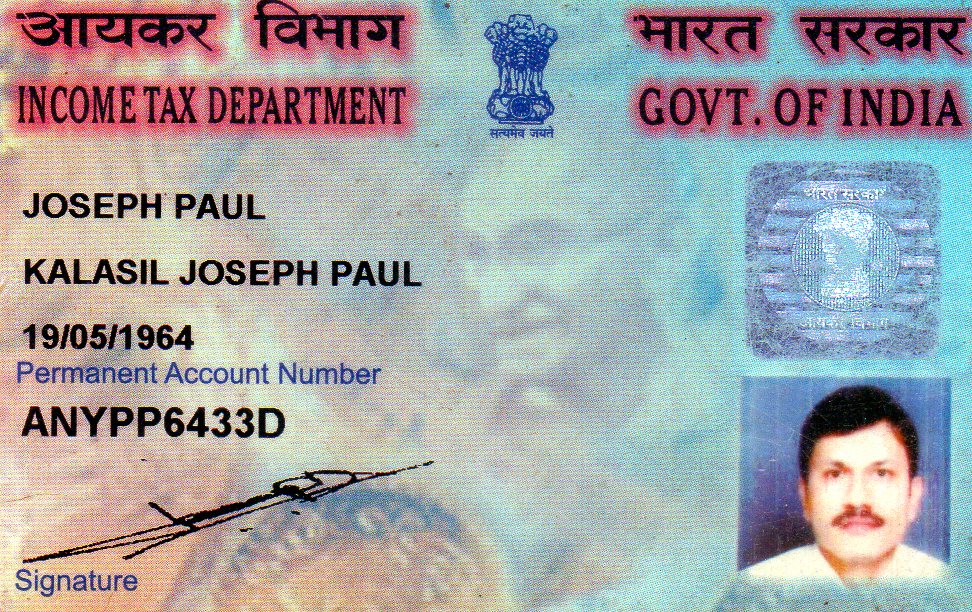 आयकर विभाग
भारत सरकार
INCOME TAX DEPARTMENT
GOVT. OF INDIA
सत्यमेव जयते
JOSEPH PAUL
KALASIL JOSEPH PAUL
19/05/1964
Permanent Account Number
ANYPP6433D
Signature
भारत सरकार
आयकर विभाग